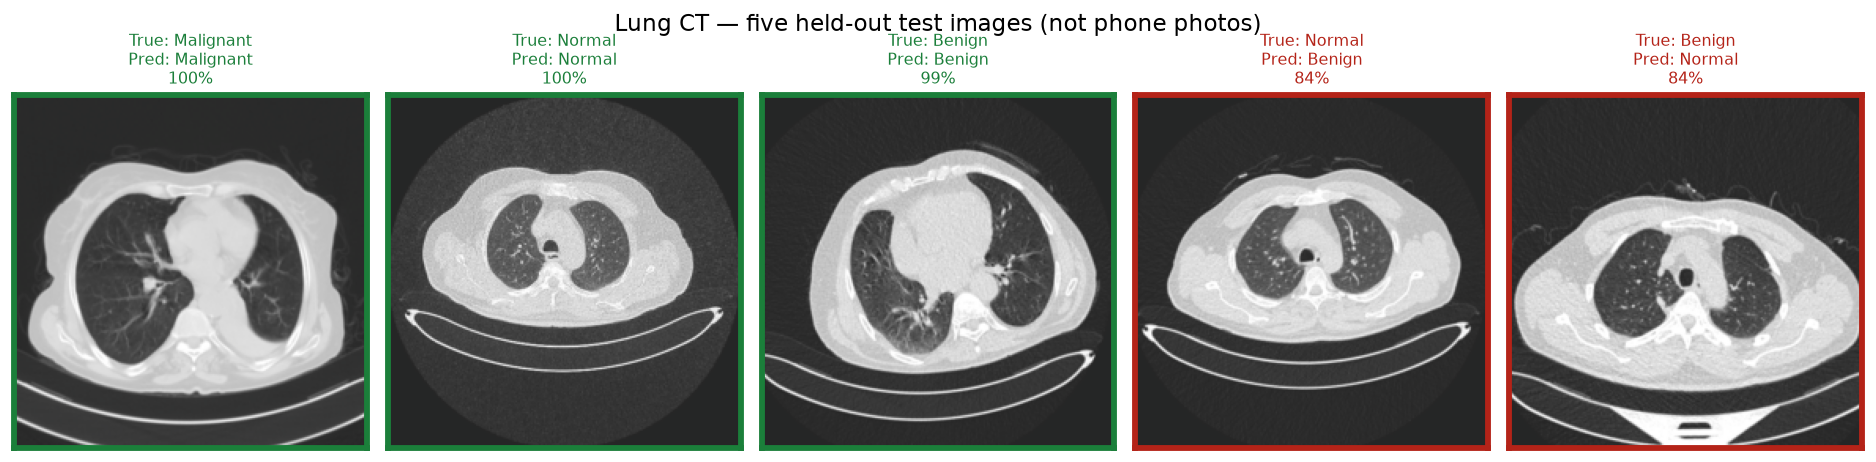 Lung CT — five held-out test images (not phone photos)
True: Malignant
Pred: Malignant
100%
True: Normal
Pred: Normal
100%
True: Benign
Pred: Benign
99%
True: Normal
Pred: Benign
84%
True: Benign
Pred: Normal
84%